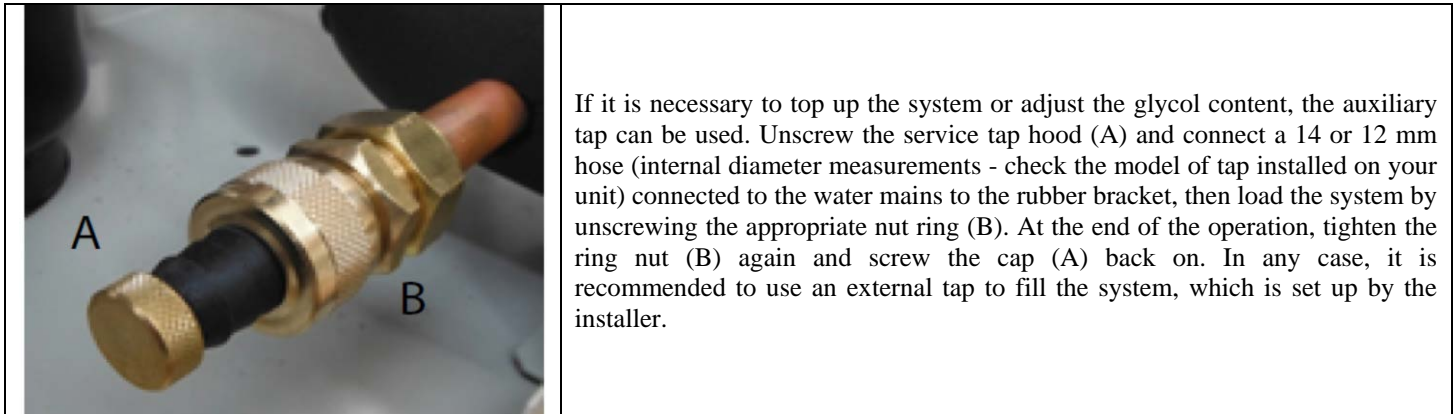 A
B
If it is necessary to top up the system or adjust the glycol content, the auxiliary
tap can be used. Unscrew the service tap hood (A) and connect a 14 or 12 mm
hose (internal diameter measurements - check the model of tap installed on your
unit) connected to the water mains to the rubber bracket, then load the system by
unscrewing the appropriate nut ring (B). At the end of the operation, tighten the
ring nut (B) again and screw the cap (A) back on. In any case, it is
recommended to use an external tap to fill the system, which is set up by the
installer.